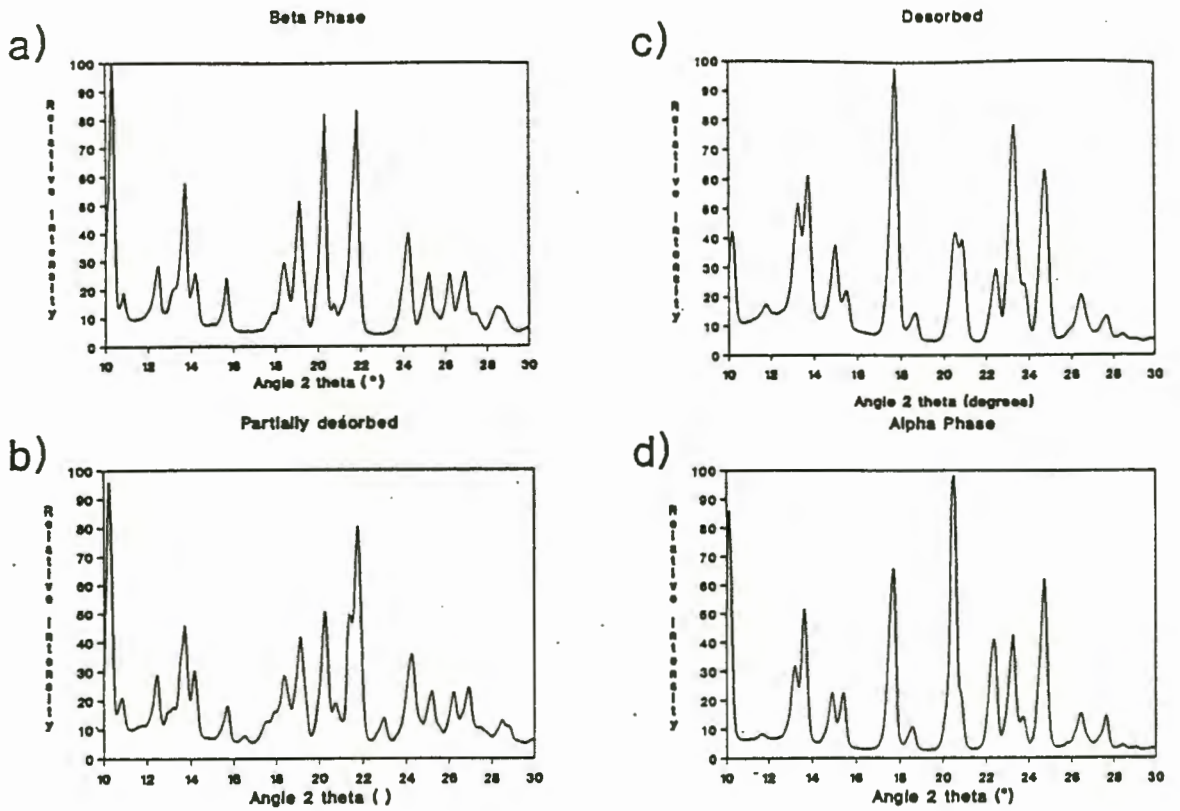 Beta Phase
a)
Relative Intensity
100
90
80
70
60
50
40
30
20
10
0
10 12 14 16 18 20 22 24 26 28 30
Angle 2 theta (°)
Desorbed
c)
Relative Intensity
100
90
80
70
60
50
40
30
20
10
0
10 12 14 16 18 20 22 24 26 28 30
Angle 2 theta (degrees)
Partially desorbed
b)
Relative Intensity
100
90
80
70
60
50
40
30
20
10
0
10 12 14 16 18 20 22 24 26 28 30
Angle 2 theta ( )
Alpha Phase
d)
Relative Intensity
100
90
80
70
60
50
40
30
20
10
0
10 12 14 16 18 20 22 24 26 28 30
Angle 2 theta (°)